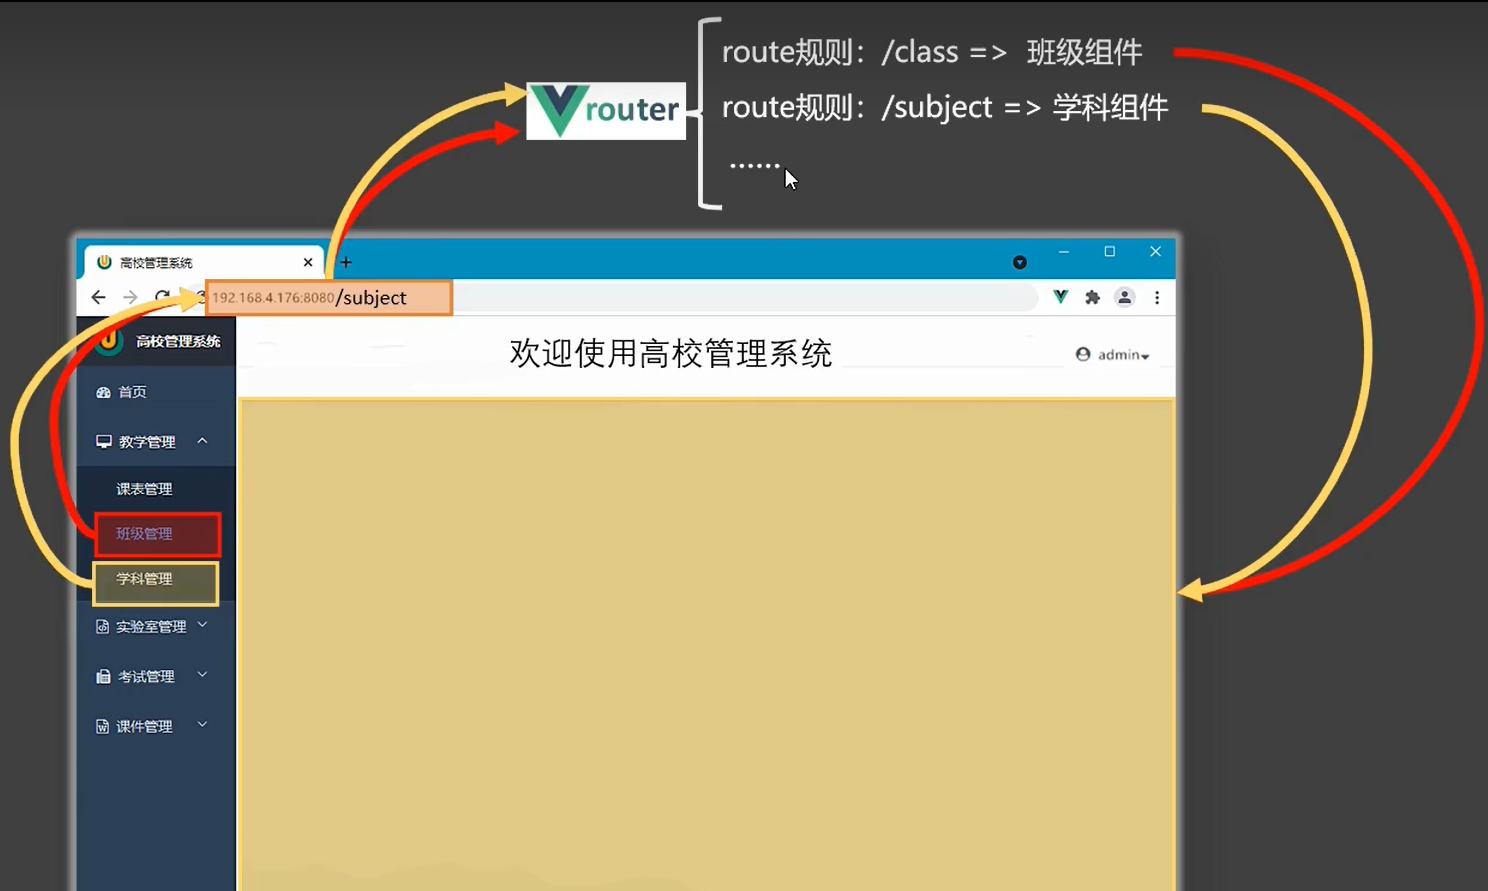 route规则：/class => 班级组件
route规则：/subject => 学科组件
······
router
高校管理系统
192.168.4.176:8080/subject
高校管理系统
欢迎使用高校管理系统
admin
首页
教学管理
课表管理
班级管理
学科管理
实验室管理
考试管理
课件管理